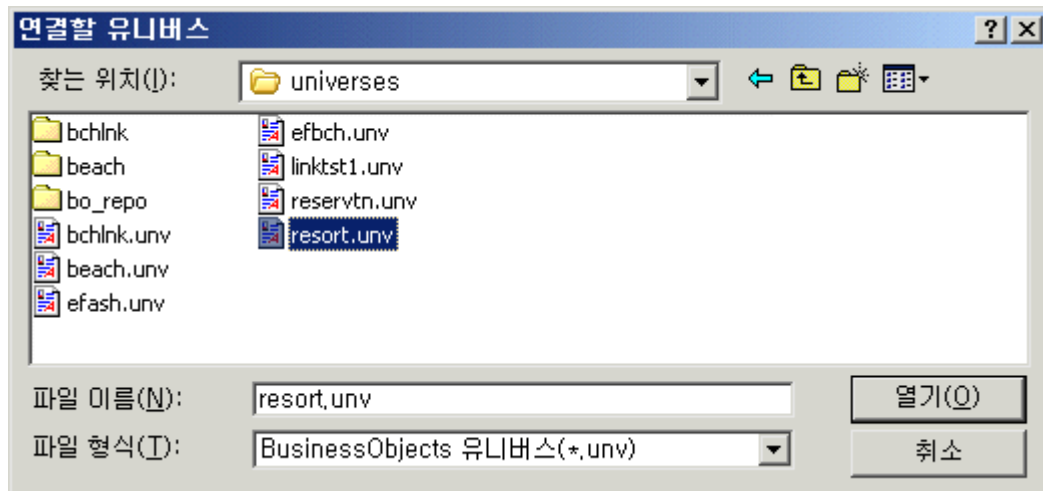 연결할 유니버스
찾는 위치(I):
universes
bchlnk
beach
bo_repo
bchlnk.unv
beach.unv
efash.unv
efbch.unv
linktst1.unv
reservtn.unv
resort.unv
파일 이름(N):
resort.unv
열기(O)
파일 형식(T):
BusinessObjects 유니버스(*.unv)
취소